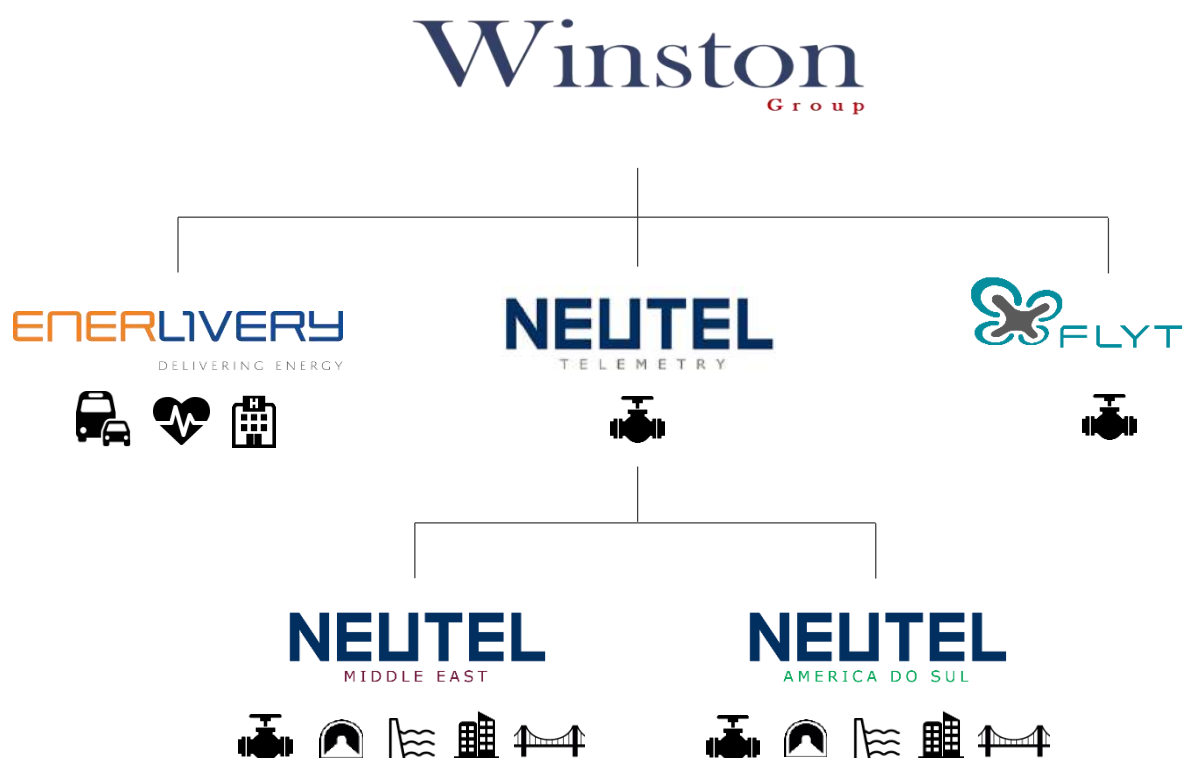 Winston
Group
ENERLIVERY
DELIVERING ENERGY
NEUTEL
TELEMETRY
FLYT
H
NEUTEL
MIDDLE EAST
NEUTEL
AMERICA DO SUL